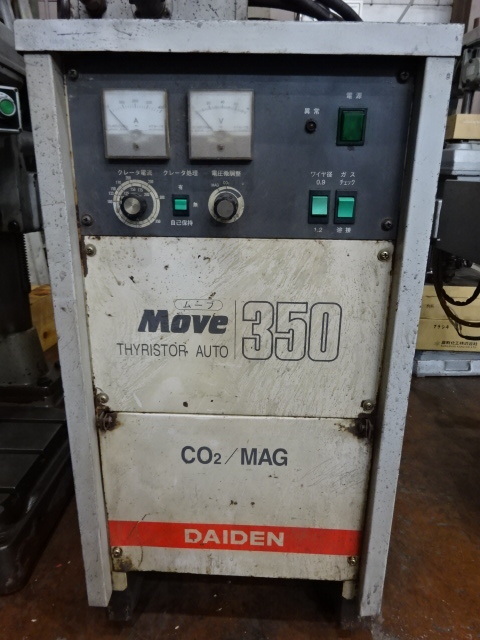 A
V
異常
電源
クレータ電流
クレータ処理
電圧微調整
有
無
自己保持
ワイヤ径
0.9
1.2
ガス
チェック
溶接
ムーブ
Move 350
THYRISTOR AUTO
CO₂/MAG
DAIDEN